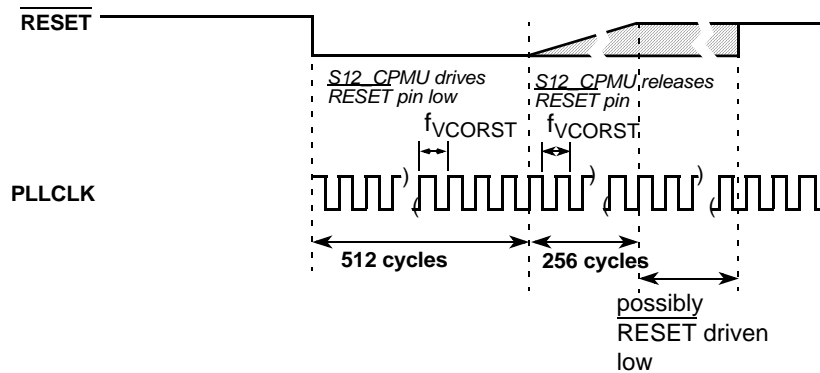 RESET
S12_CPMU drives
RESET pin low
S12_CPMU releases
RESET pin
fVCORST
fVCORST
PLLCLK
512 cycles
256 cycles
possibly
RESET driven
low